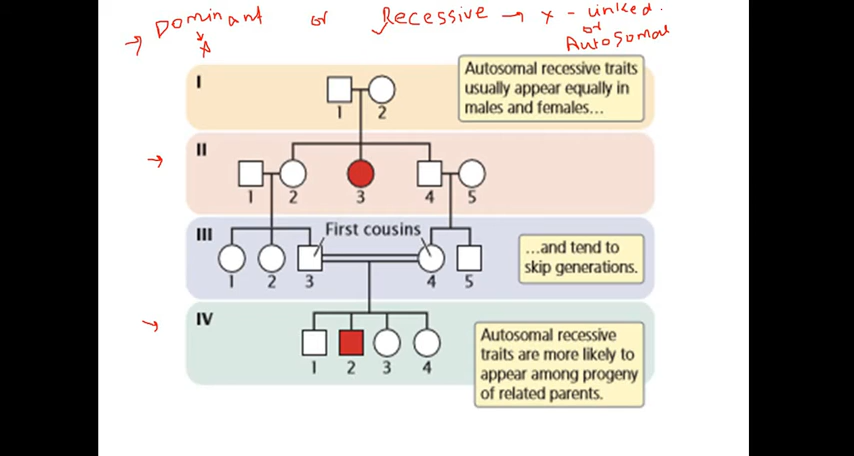 → Dominant or Recessive → x - linked.
or
A Autosomal
I
Autosomal recessive traits
usually appear equally in
males and females...
1 2
II
1 2 3 4 5
III
First cousins
...and tend to
skip generations.
1 2 3 4 5
IV
Autosomal recessive
traits are more likely to
appear among progeny
of related parents.
1 2 3 4